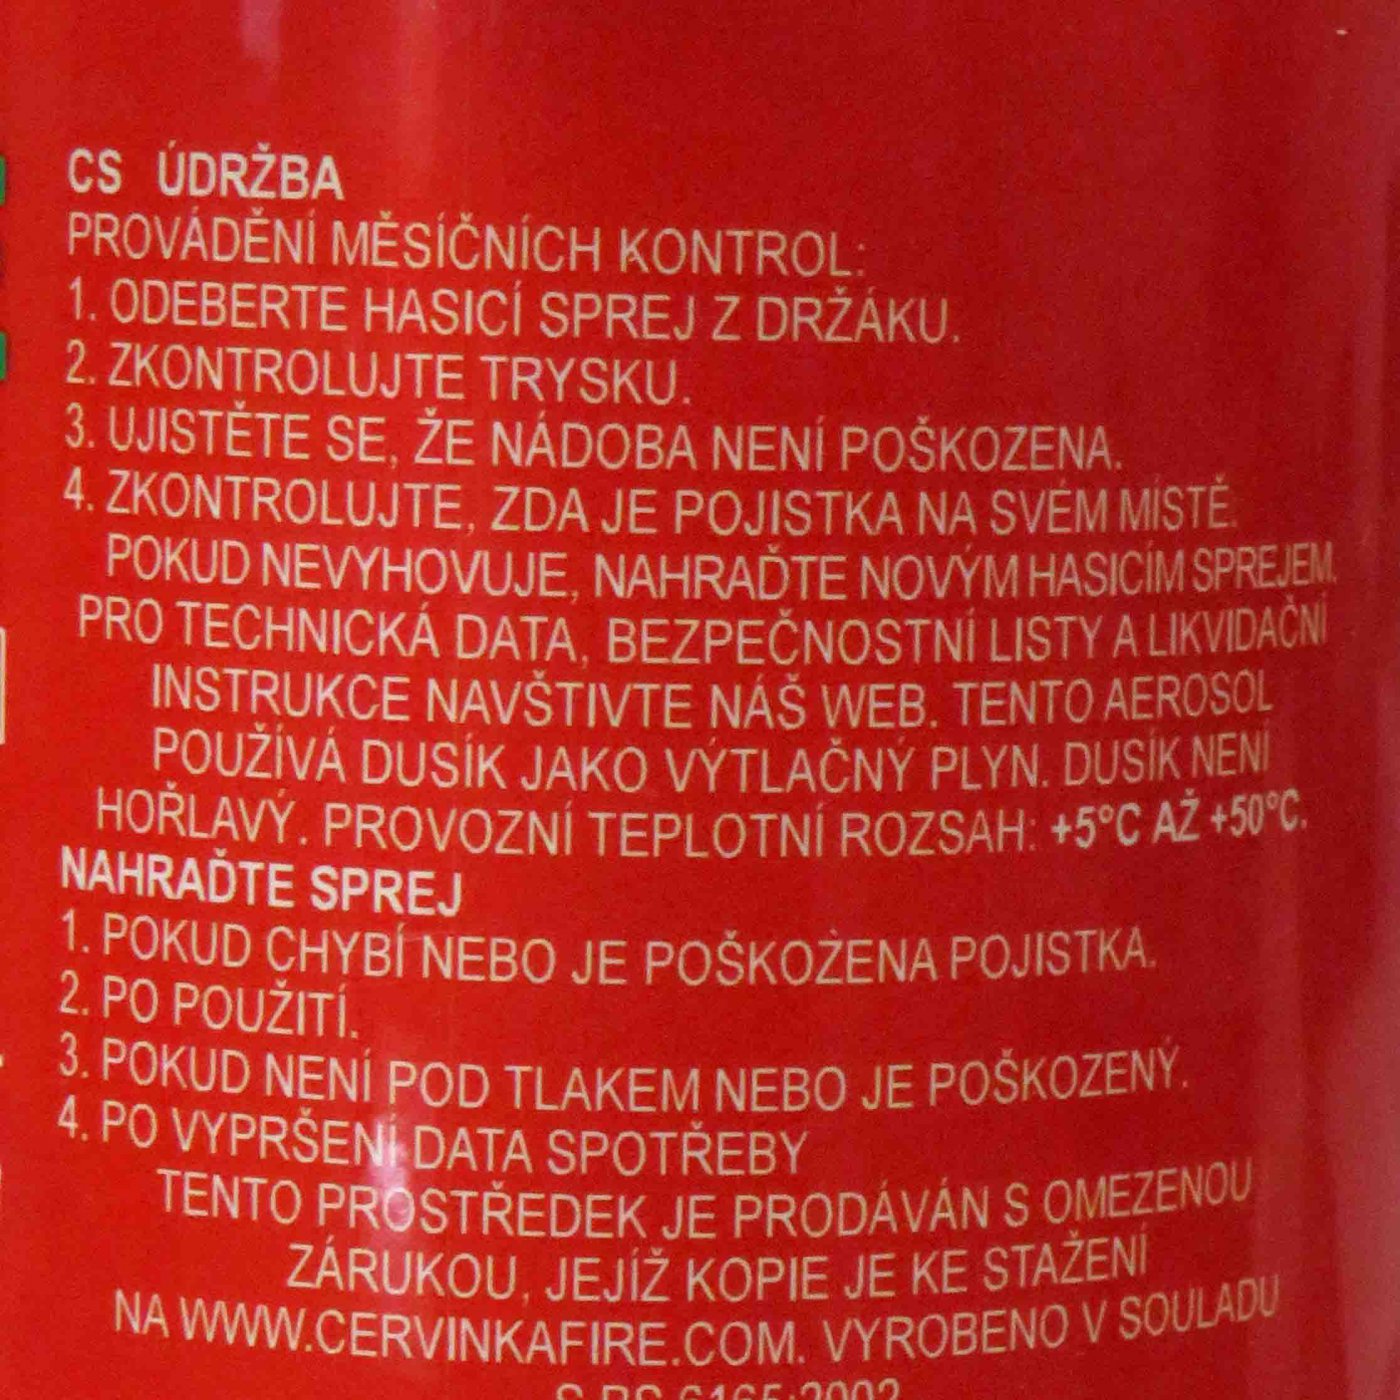 CS ÚDRŽBA
PROVÁDĚNÍ MĚSÍČNÍCH KONTROL:
1. ODEBERTE HASICÍ SPREJ Z DRŽÁKU.
2. ZKONTROLUJTE TRYSKU.
3. UJISTĚTE SE, ŽE NÁDOBA NENÍ POŠKOZENA.
4. ZKONTROLUJTE, ZDA JE POJISTKA NA SVÉM MÍSTĚ.
POKUD NEVYHOVUJE, NAHRAĎTE NOVÝM HASICÍM SPREJEM.
PRO TECHNICKÁ DATA, BEZPEČNOSTNÍ LISTY A LIKVIDAČNÍ
INSTRUKCE NAVŠTIVTE NÁŠ WEB. TENTO AEROSOL
POUŽÍVÁ DUSÍK JAKO VÝTLAČNÝ PLYN. DUSÍK NENÍ
HOŘLAVÝ. PROVOZNÍ TEPLOTNÍ ROZSAH: +5°C AŽ +50°C.
NAHRAĎTE SPREJ
1. POKUD CHYBÍ NEBO JE POŠKOZENA POJISTKA.
2. PO POUŽITÍ.
3. POKUD NENÍ POD TLAKEM NEBO JE POŠKOZENÝ.
4. PO VYPRŠENÍ DATA SPOTŘEBY
TENTO PROSTŘEDEK JE PRODÁVÁN S OMEZENOU
ZÁRUKOU, JEJÍŽ KOPIE JE KE STAŽENÍ
NA WWW.CERVINKAFIRE.COM. VYROBENO V SOULADU
S BS 6165:2002